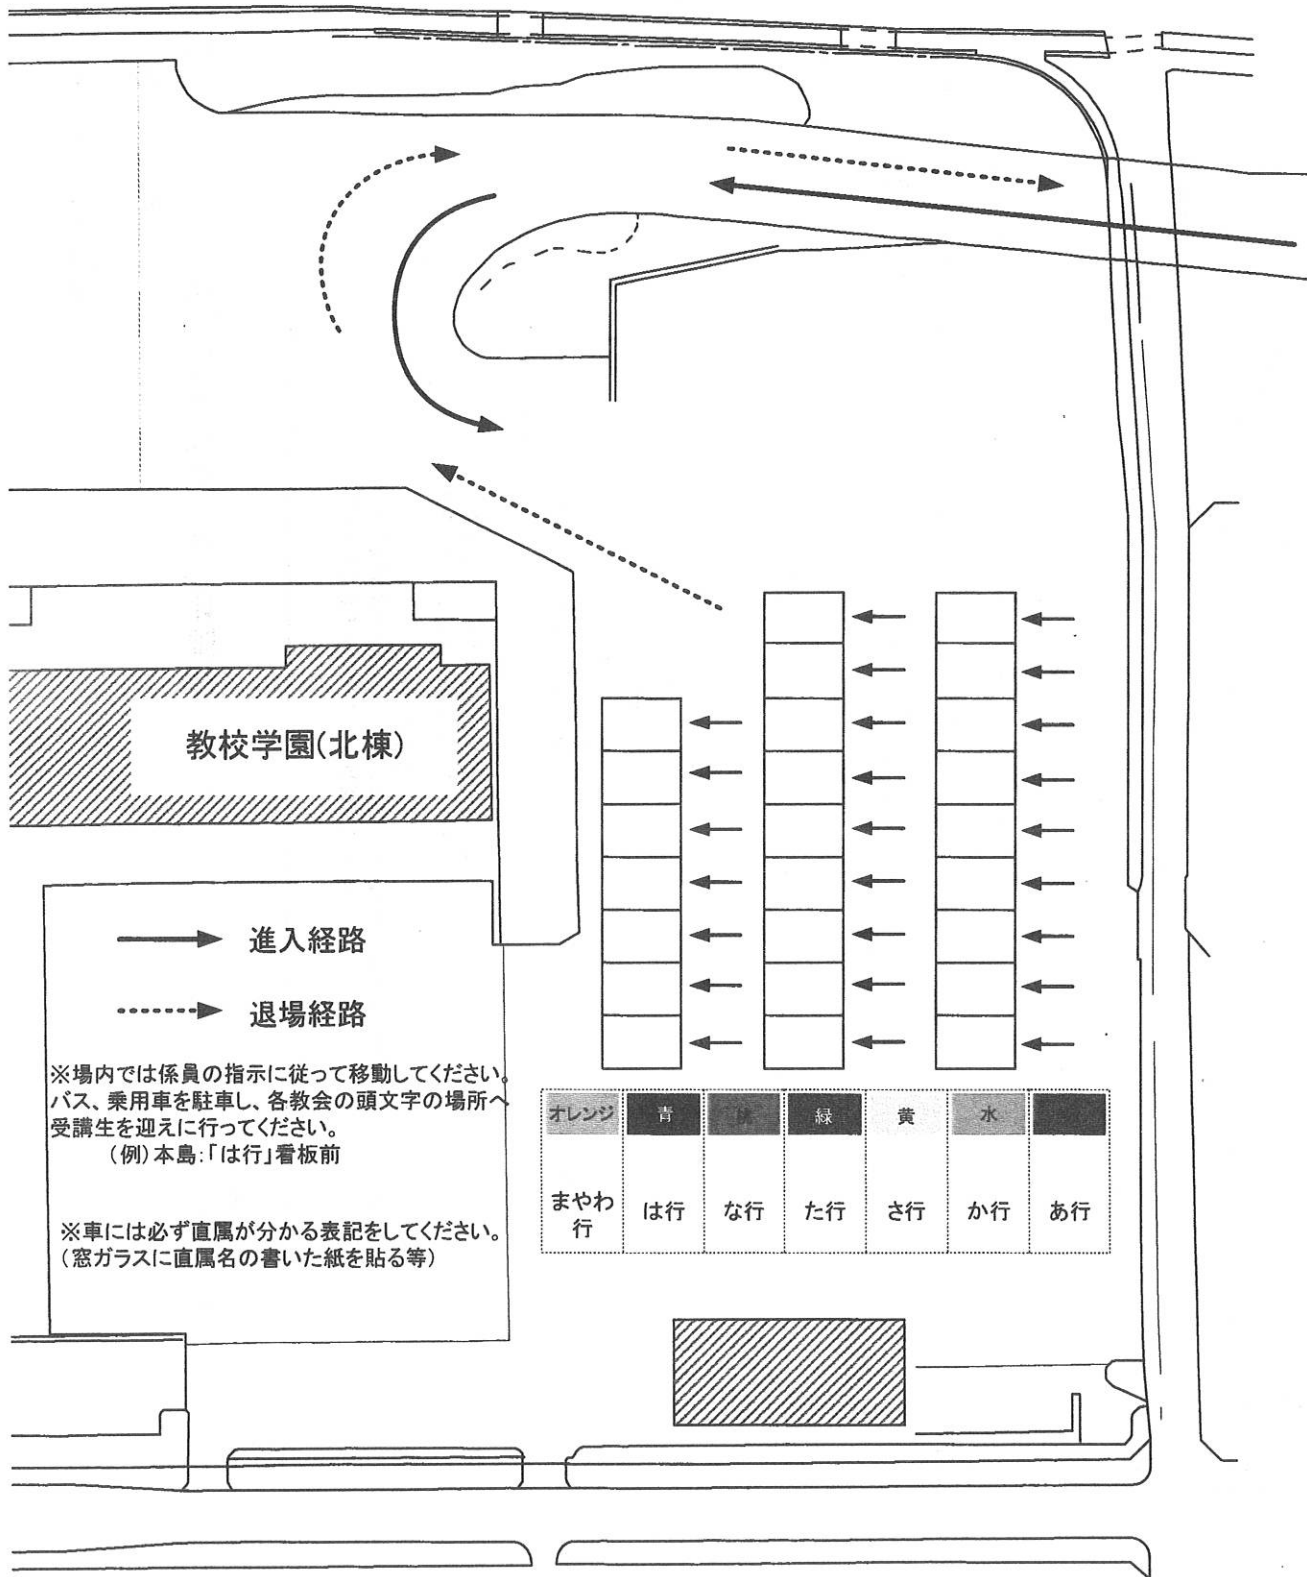 教校学園(北棟)
進入経路
退場経路
※場内では係員の指示に従って移動してください。
バス、乗用車を駐車し、各教会の頭文字の場所へ
受講生を迎えに行ってください。
(例)本島:「は行」看板前
※車には必ず直属が分かる表記をしてください。
(窓ガラスに直属名の書いた紙を貼る等)
オレンジ 青 緑 黄 水
まやわ行 は行 な行 た行 さ行 か行 あ行